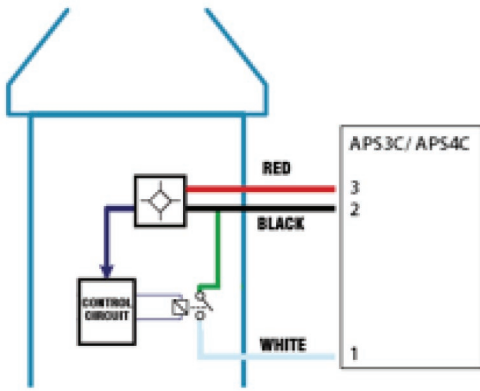 APS3C/ APS4C
RED
3
2
BLACK
CONTROL
CIRCUIT
WHITE
1